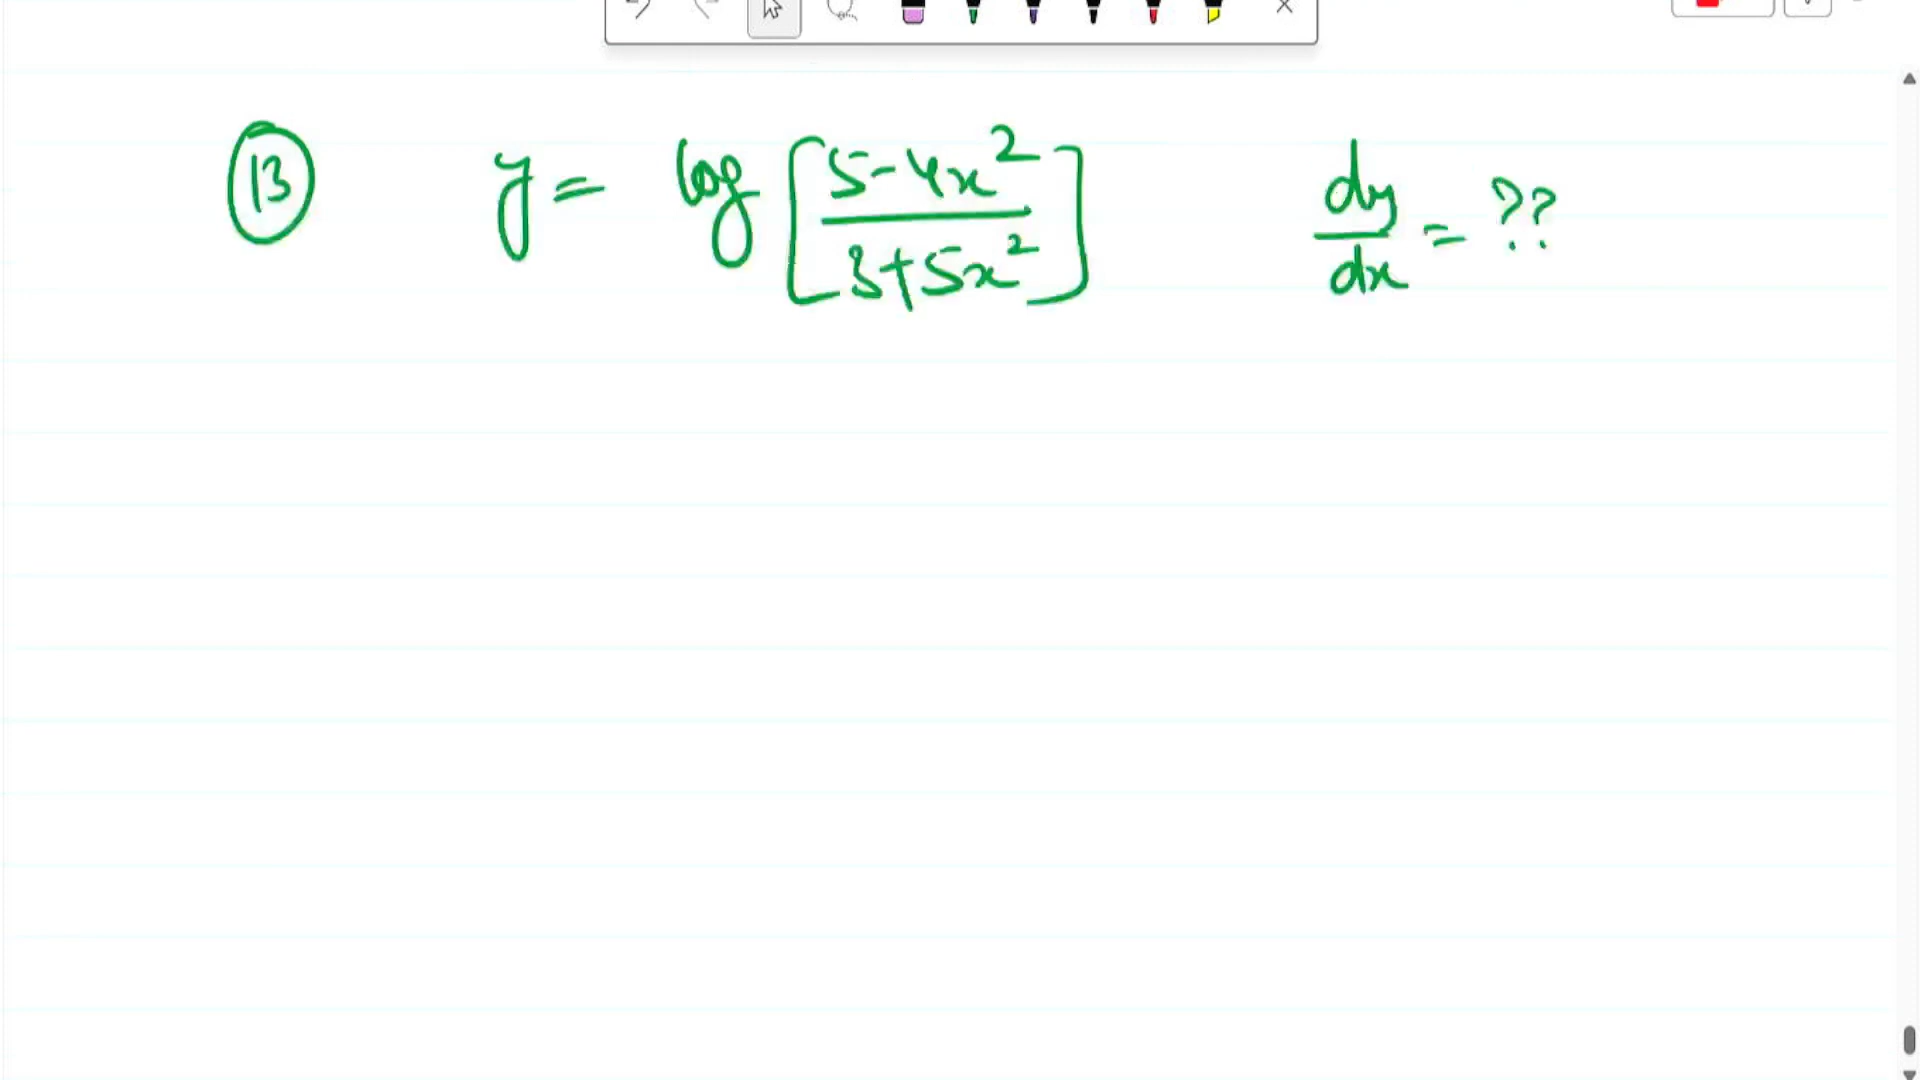 13 y = log [ (5-4x²) / (3+5x²) ] dy/dx = ??